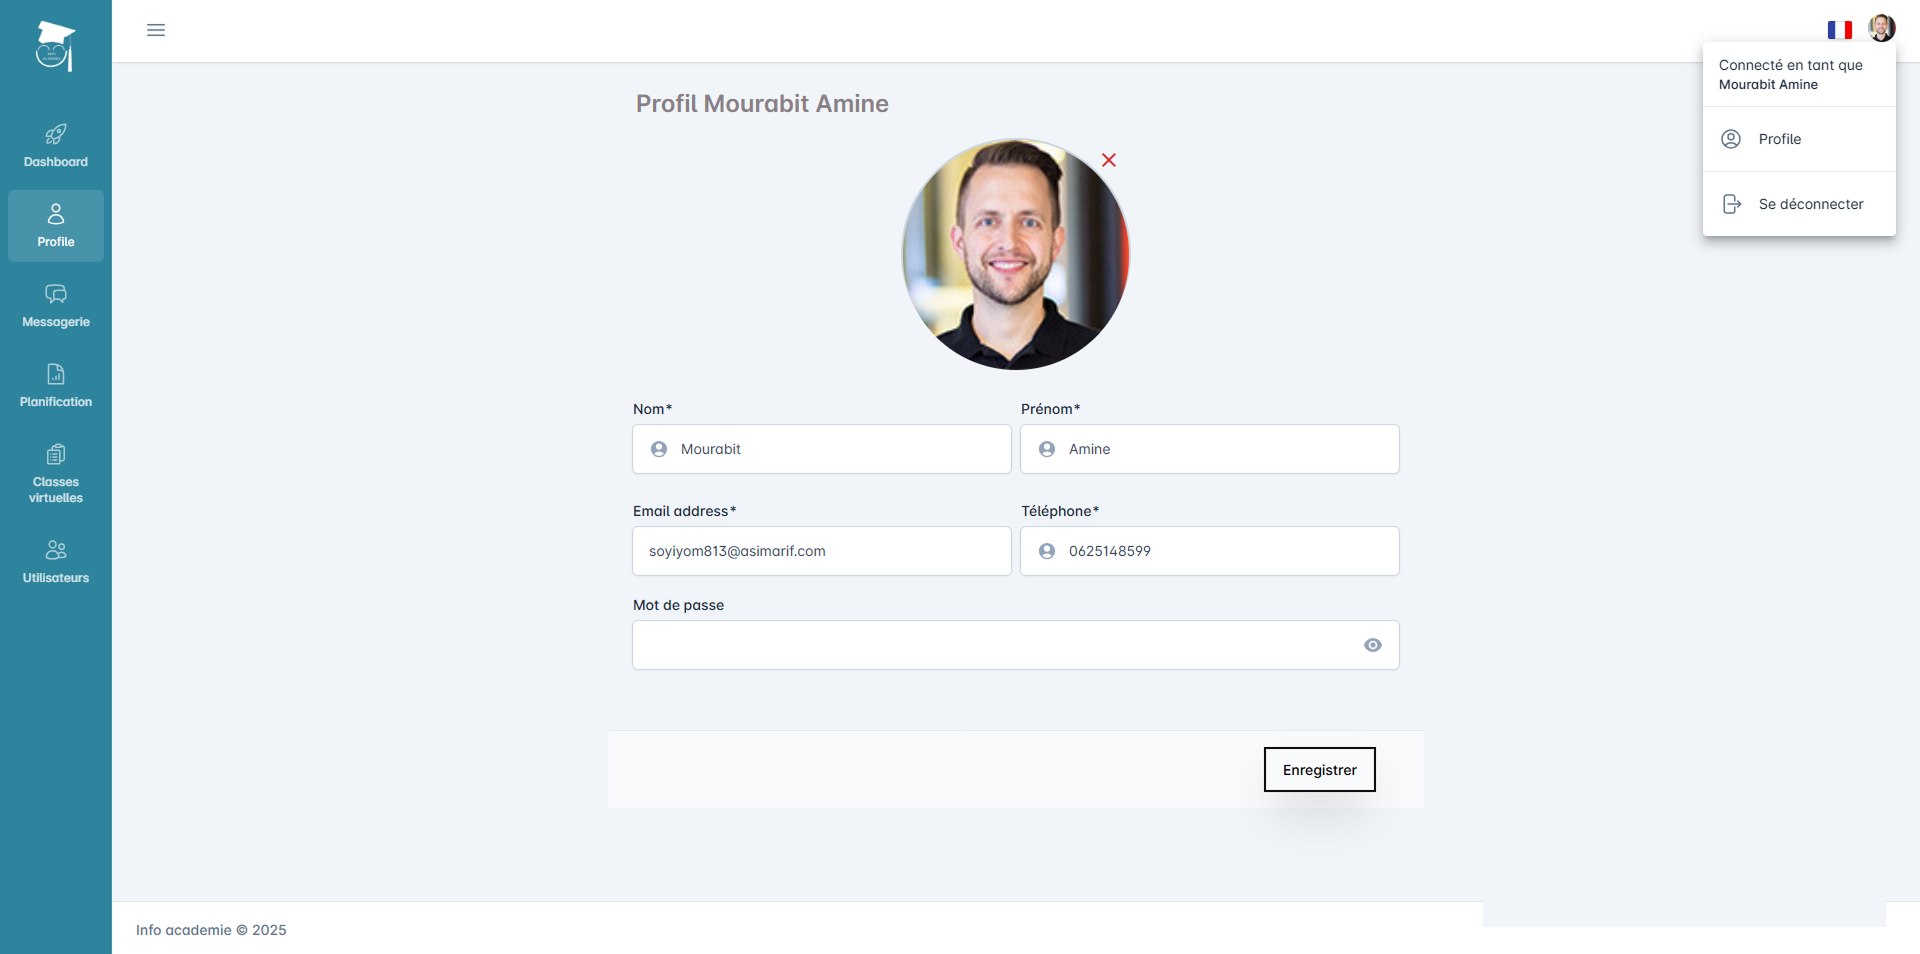 Connecté en tant que
Mourabit Amine
Profile
Se déconnecter
Dashboard
Profile
Messagerie
Planification
Classes
virtuelles
Utilisateurs
Profil Mourabit Amine
Nom*
Prénom*
Mourabit
Amine
Email address*
Téléphone*
soyiyom813@asimarif.com
0625148599
Mot de passe
Enregistrer
Info academie © 2025